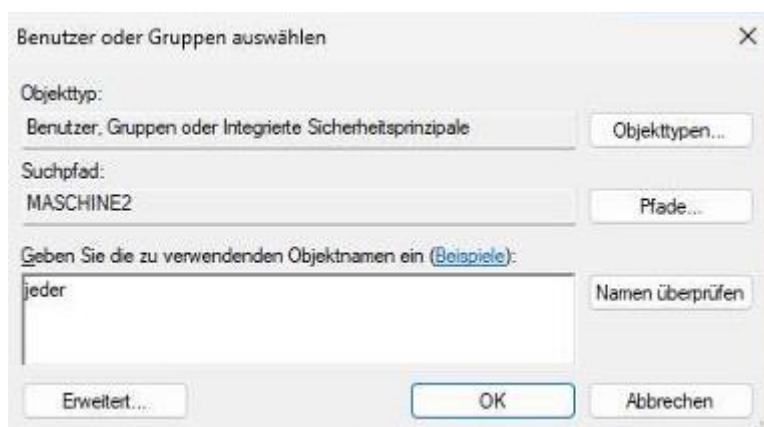 Benutzer oder Gruppen auswählen
Objekttyp:
Benutzer, Gruppen oder Integrierte Sicherheitsprinzipale
Objekttypen...
Suchpfad:
MASCHINE2
Pfade...
Geben Sie die zu verwendenden Objektnamen ein (Beispiele):
jeder
Namen überprüfen
Erweitert...
OK
Abbrechen